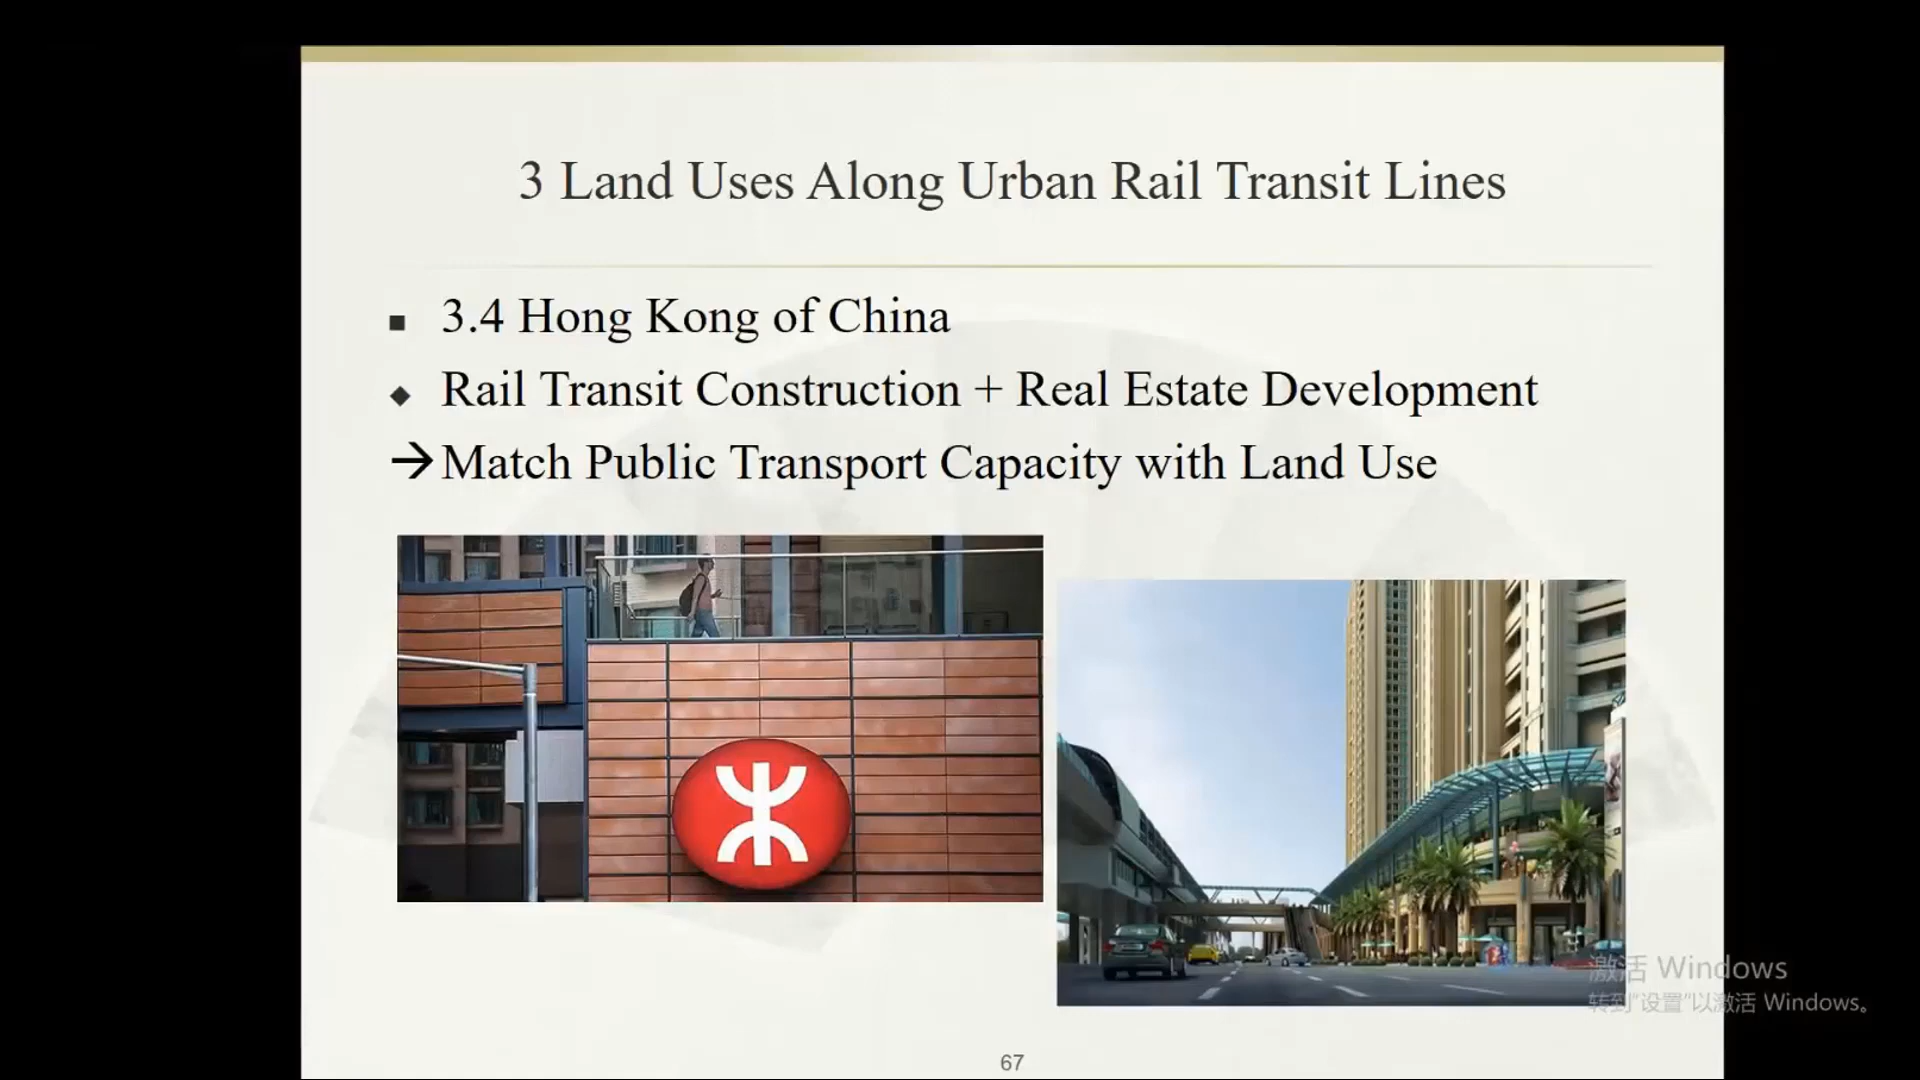 3 Land Uses Along Urban Rail Transit Lines
3.4 Hong Kong of China
Rail Transit Construction + Real Estate Development
→Match Public Transport Capacity with Land Use
激活 Windows
转到"设置"以激活 Windows。
67